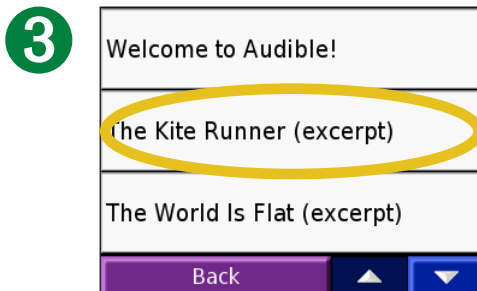 3
Welcome to Audible!
The Kite Runner (excerpt)
The World Is Flat (excerpt)
Back